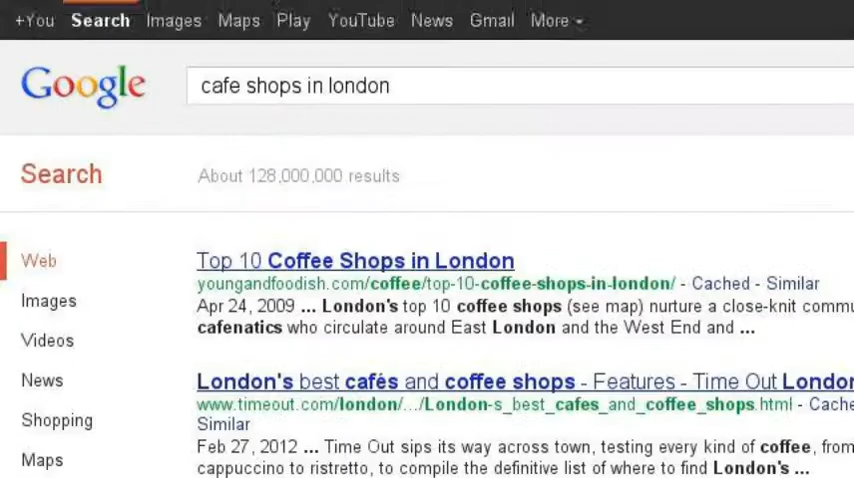 +You Search Images Maps Play YouTube News Gmail More
Google
cafe shops in london
Search
About 128,000,000 results
Web
Images
Videos
News
Shopping
Maps
Top 10 Coffee Shops in London
youngandfoodish.com/coffee/top-10-coffee-shops-in-london/ - Cached - Similar
Apr 24, 2009 ... London's top 10 coffee shops (see map) nurture a close-knit commu
cafenatics who circulate around East London and the West End and ...
London's best cafés and coffee shops - Features - Time Out London
www.timeout.com/london/.../London-s_best_cafes_and_coffee_shops.html - Cache
Similar
Feb 27, 2012 ... Time Out sips its way across town, testing every kind of coffee, from
cappuccino to ristretto, to compile the definitive list of where to find London's ...